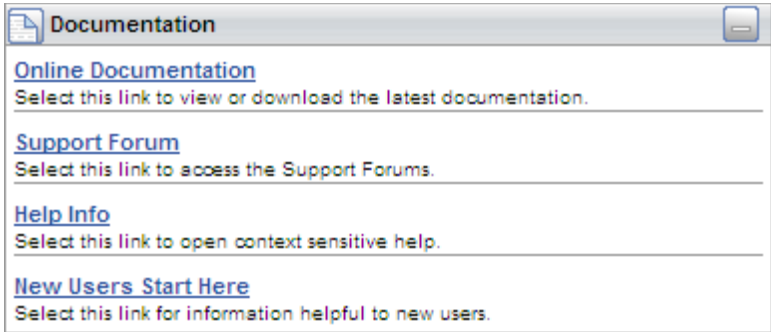 Documentation
Online Documentation
Select this link to view or download the latest documentation.
Support Forum
Select this link to access the Support Forums.
Help Info
Select this link to open context sensitive help.
New Users Start Here
Select this link for information helpful to new users.